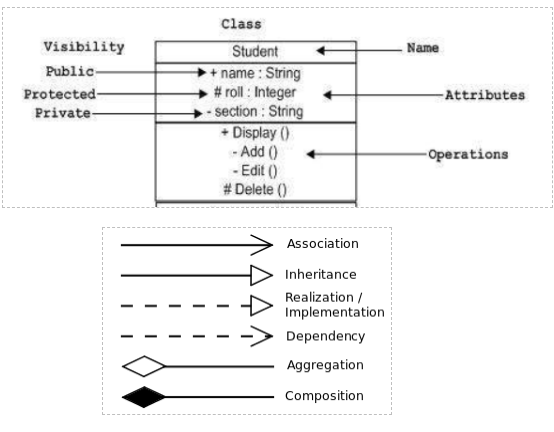 Class
Visibility
Student
Name
Public
+ name : String
Protected
# roll : Integer
Attributes
Private
- section : String
+ Display ()
- Add ()
Operations
- Edit ()
# Delete ()
Association
Inheritance
Realization /
Implementation
Dependency
Aggregation
Composition